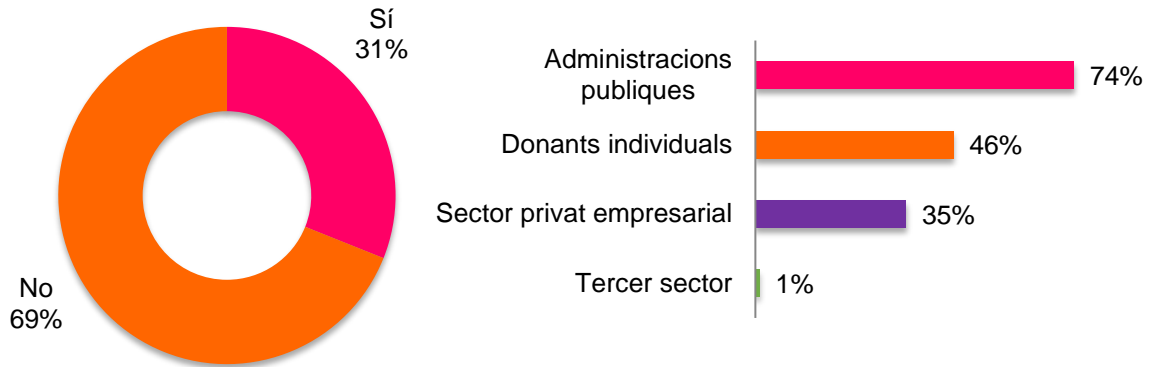 Sí
31%
No
69%
Administracions
publiques
74%
Donants individuals
46%
Sector privat empresarial
35%
Tercer sector
1%